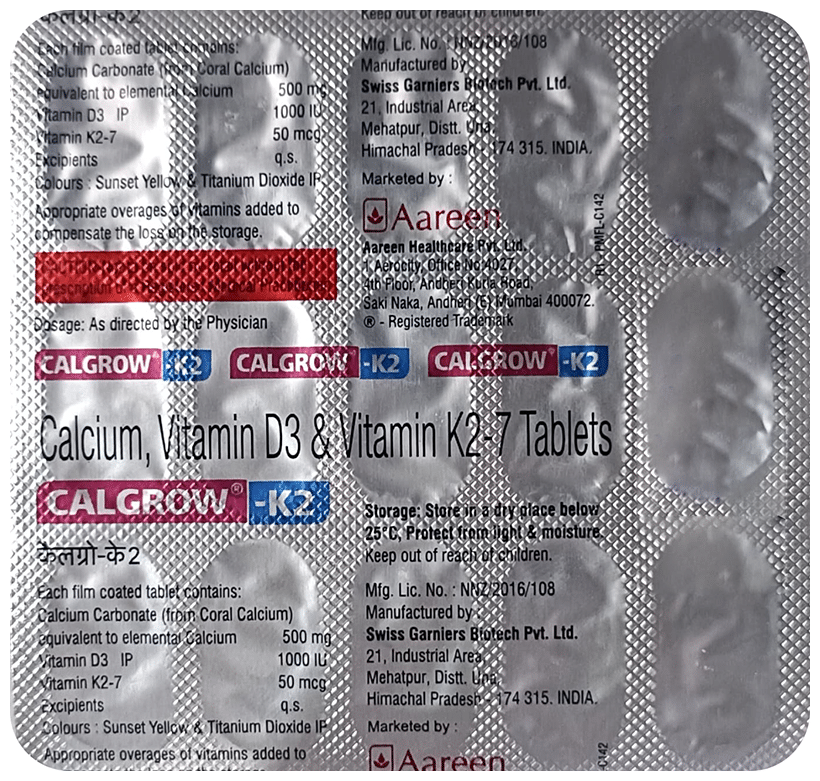 कैलग्रो-के2
Each film coated tablet contains:
Calcium Carbonate (from Coral Calcium)
equivalent to elemental Calcium 500 mg
Vitamin D3 IP 1000 IU
Vitamin K2-7 50 mcg
Excipients q.s.
Colours : Sunset Yellow & Titanium Dioxide IP
Appropriate overages of vitamins added to
compensate the loss on the storage.
Prescription of a Registered Medical Practitioner
Dosage: As directed by the Physician
Keep out of reach of children.
Mfg. Lic. No. : NNZ/2016/108
Manufactured by
Swiss Garniers Biotech Pvt. Ltd.
21, Industrial Area,
Mehatpur, Distt. Una,
Himachal Pradesh - 174 315. INDIA.
Marketed by :
Aareen
Aareen Healthcare Pvt. Ltd.
1 Aerocity, Office No.4027,
4th Floor, Andheri Kurla Road,
Saki Naka, Andheri (E) Mumbai 400072.
® - Registered Trademark
PMFL-C142
CALGROW® -K2 CALGROW® -K2 CALGROW® -K2
Calcium, Vitamin D3 & Vitamin K2-7 Tablets
CALGROW® -K2
कैलग्रो-के2
Each film coated tablet contains:
Calcium Carbonate (from Coral Calcium)
equivalent to elemental Calcium 500 mg
Vitamin D3 IP 1000 IU
Vitamin K2-7 50 mcg
Excipients q.s.
Colours : Sunset Yellow & Titanium Dioxide IP
Appropriate overages of vitamins added to
Storage: Store in a dry place below
25°C, Protect from light & moisture.
Keep out of reach of children.
Mfg. Lic. No. : NNZ/2016/108
Manufactured by
Swiss Garniers Biotech Pvt. Ltd.
21, Industrial Area,
Mehatpur, Distt. Una,
Himachal Pradesh - 174 315. INDIA.
Marketed by :
Aareen
C142